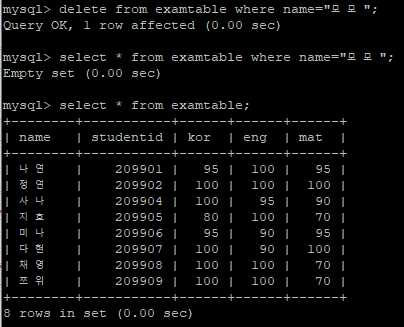 mysql> delete from examtable where name="모모";
Query OK, 1 row affected (0.00 sec)
mysql> select * from examtable where name="모모";
Empty set (0.00 sec)
mysql> select * from examtable;
+--------+-----------+------+------+------+
| name   | studentid | kor  | eng  | mat  |
+--------+-----------+------+------+------+
| 나연   |    209901 |   95 |  100 |   95 |
| 정연   |    209902 |  100 |  100 |  100 |
| 사나   |    209904 |  100 |   95 |   90 |
| 지효   |    209905 |   80 |  100 |   70 |
| 미나   |    209906 |   95 |   90 |   95 |
| 다현   |    209907 |  100 |   90 |  100 |
| 채영   |    209908 |  100 |  100 |   70 |
| 쯔위   |    209909 |  100 |  100 |   70 |
+--------+-----------+------+------+------+
8 rows in set (0.00 sec)